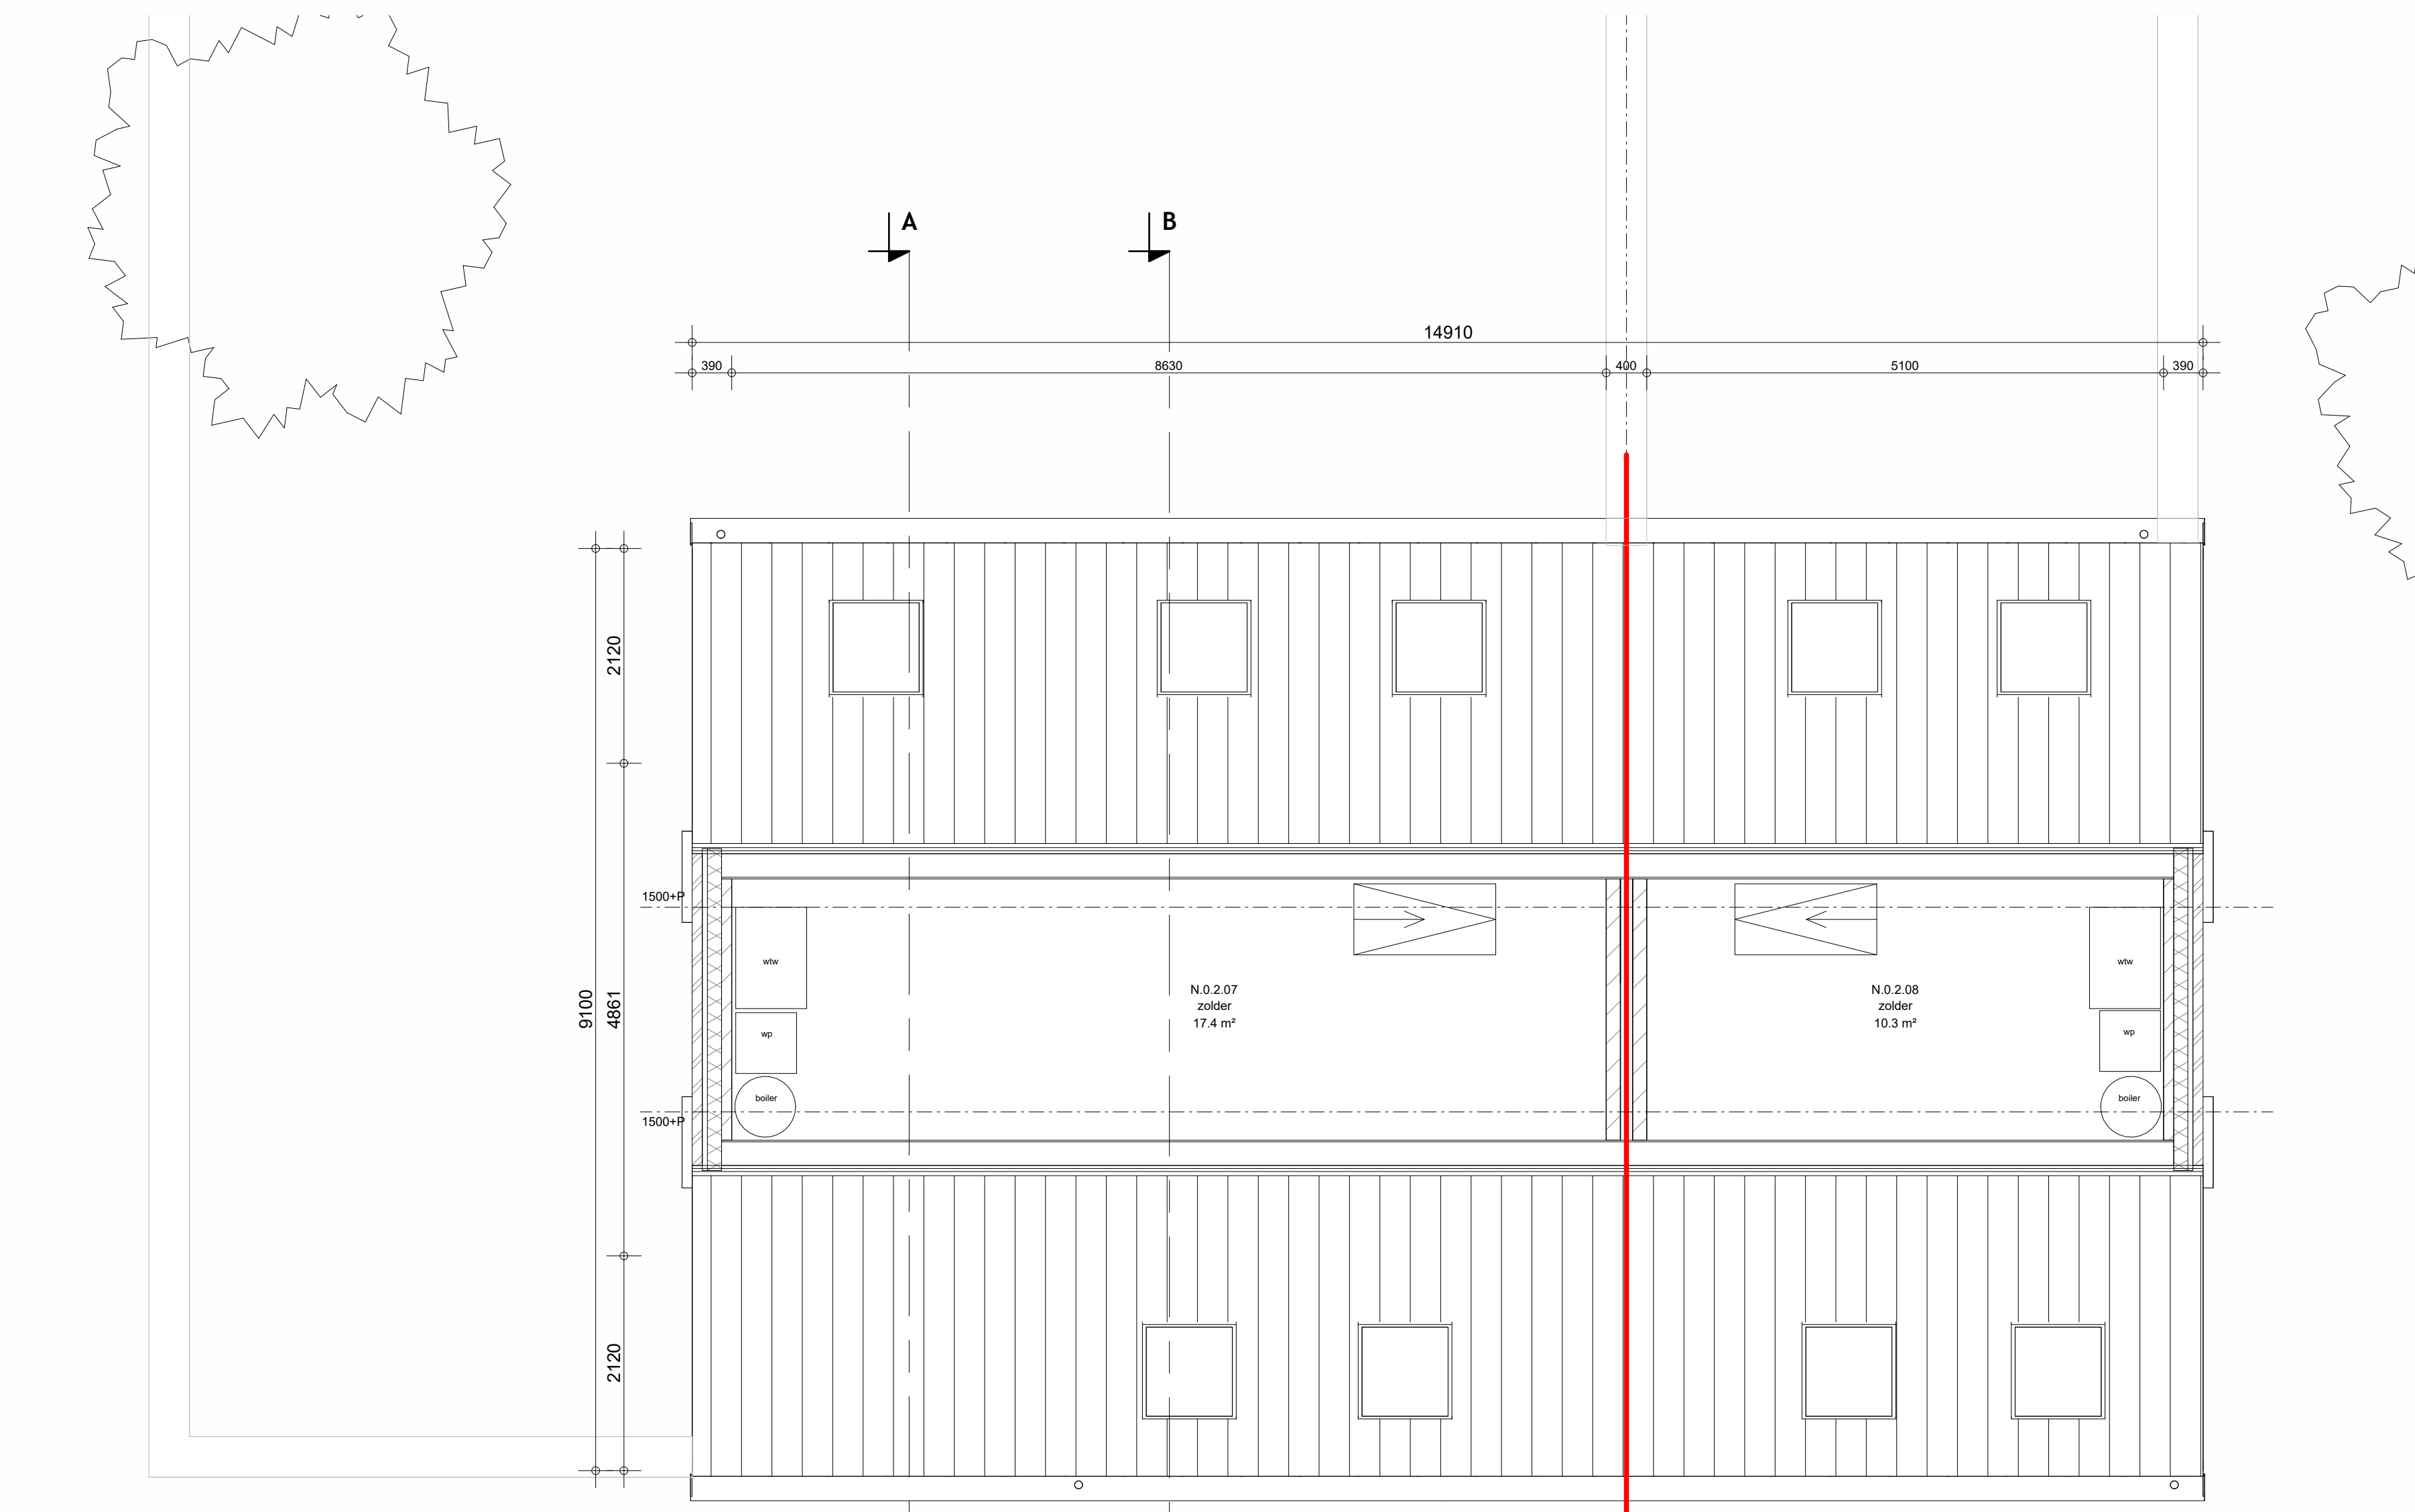 A
B
14910
390
8630
400
5100
390
2120
1500+P
wtw
wtw
N.0.2.07
zolder
17.4 m²
N.0.2.08
zolder
10.3 m²
9100
4861
wp
wp
boiler
boiler
1500+P
2120